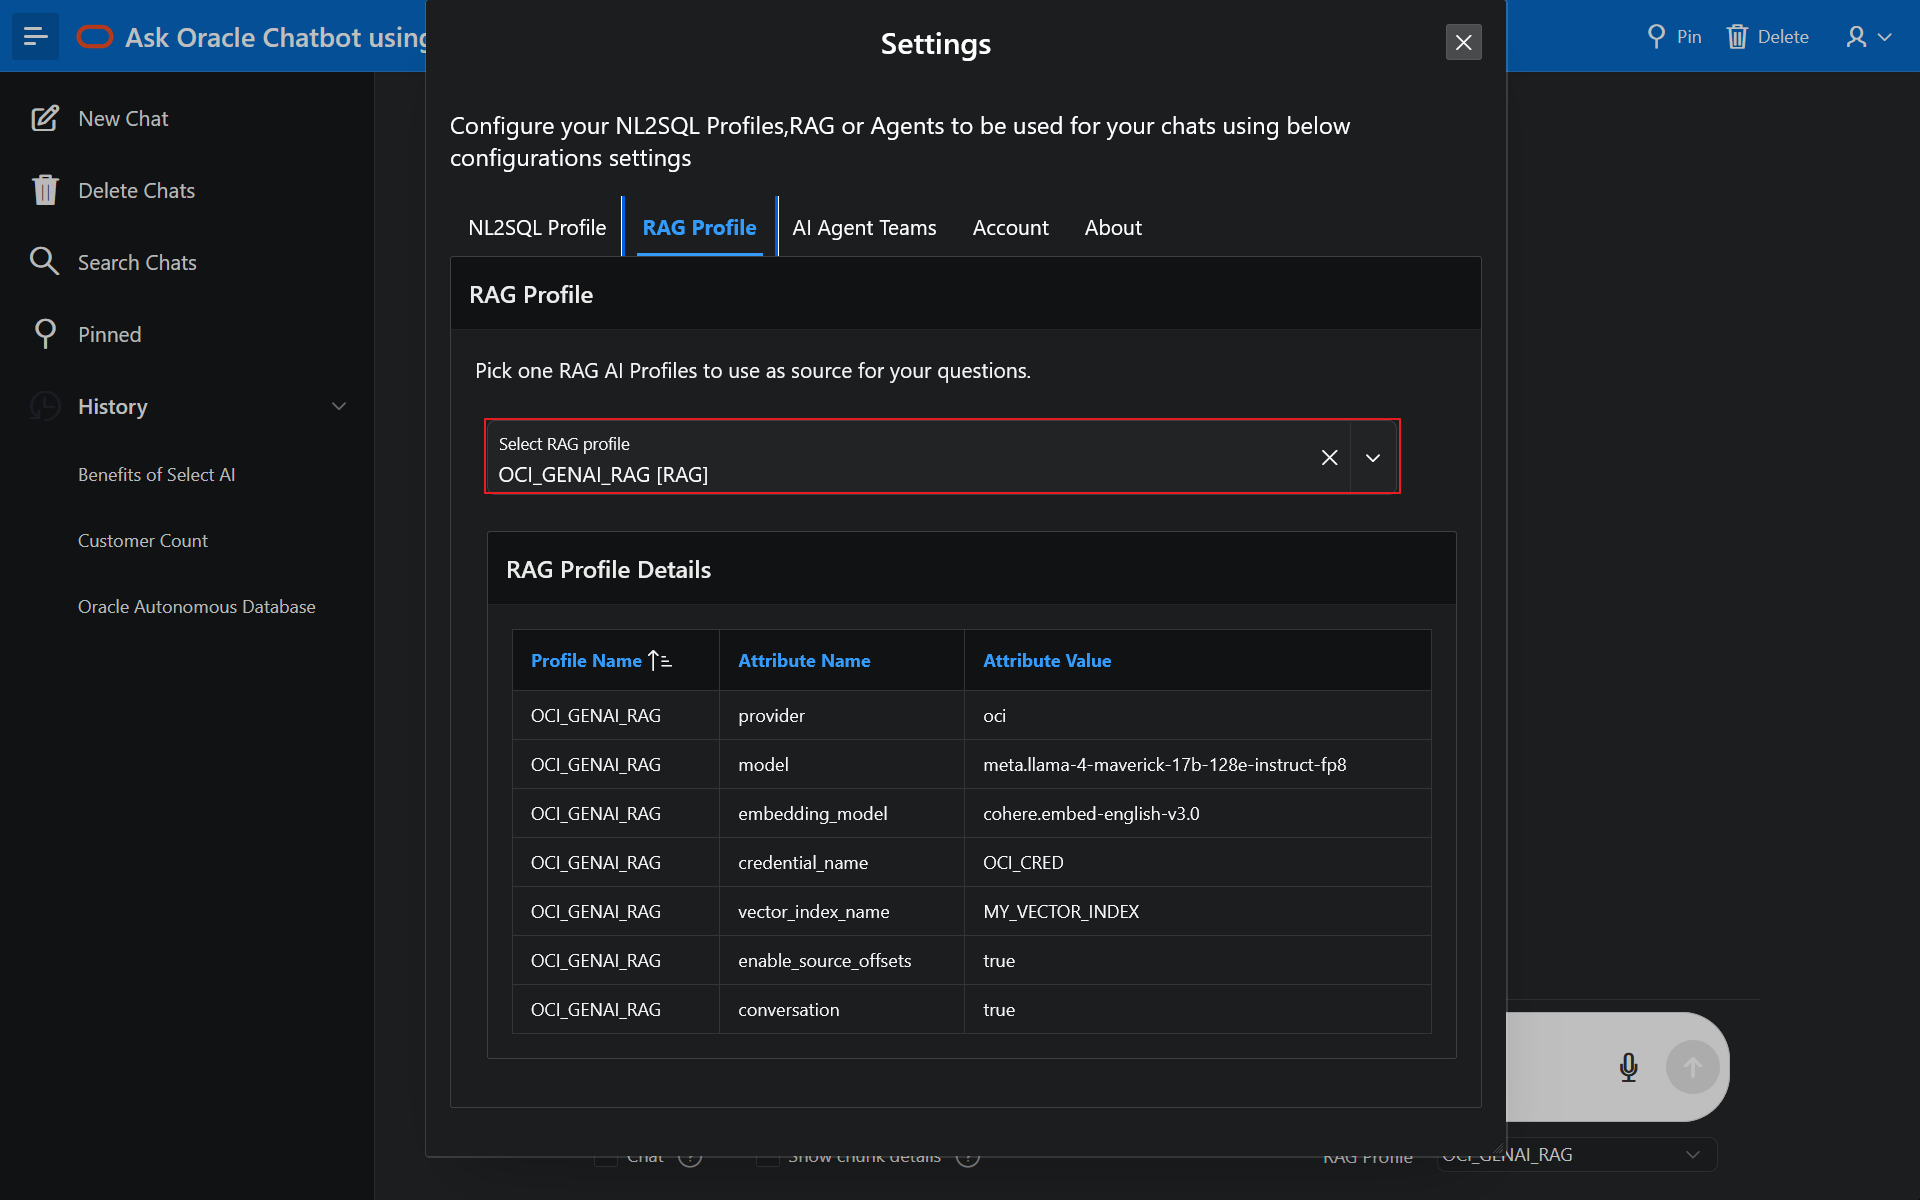 Ask Oracle Chatbot using
Pin
Delete
New Chat
Delete Chats
Search Chats
Pinned
History
Benefits of Select AI
Customer Count
Oracle Autonomous Database
Settings
Configure your NL2SQL Profiles,RAG or Agents to be used for your chats using below
configurations settings
NL2SQL Profile
RAG Profile
AI Agent Teams
Account
About
RAG Profile
Pick one RAG AI Profiles to use as source for your questions.
Select RAG profile
OCI_GENAI_RAG [RAG]
RAG Profile Details
Profile Name Attribute Name Attribute Value
OCI_GENAI_RAG provider oci
OCI_GENAI_RAG model meta.llama-4-maverick-17b-128e-instruct-fp8
OCI_GENAI_RAG embedding_model cohere.embed-english-v3.0
OCI_GENAI_RAG credential_name OCI_CRED
OCI_GENAI_RAG vector_index_name MY_VECTOR_INDEX
OCI_GENAI_RAG enable_source_offsets true
OCI_GENAI_RAG conversation true
Chat ? Show chunk details ? RAG Profile OCI_GENAI_RAG